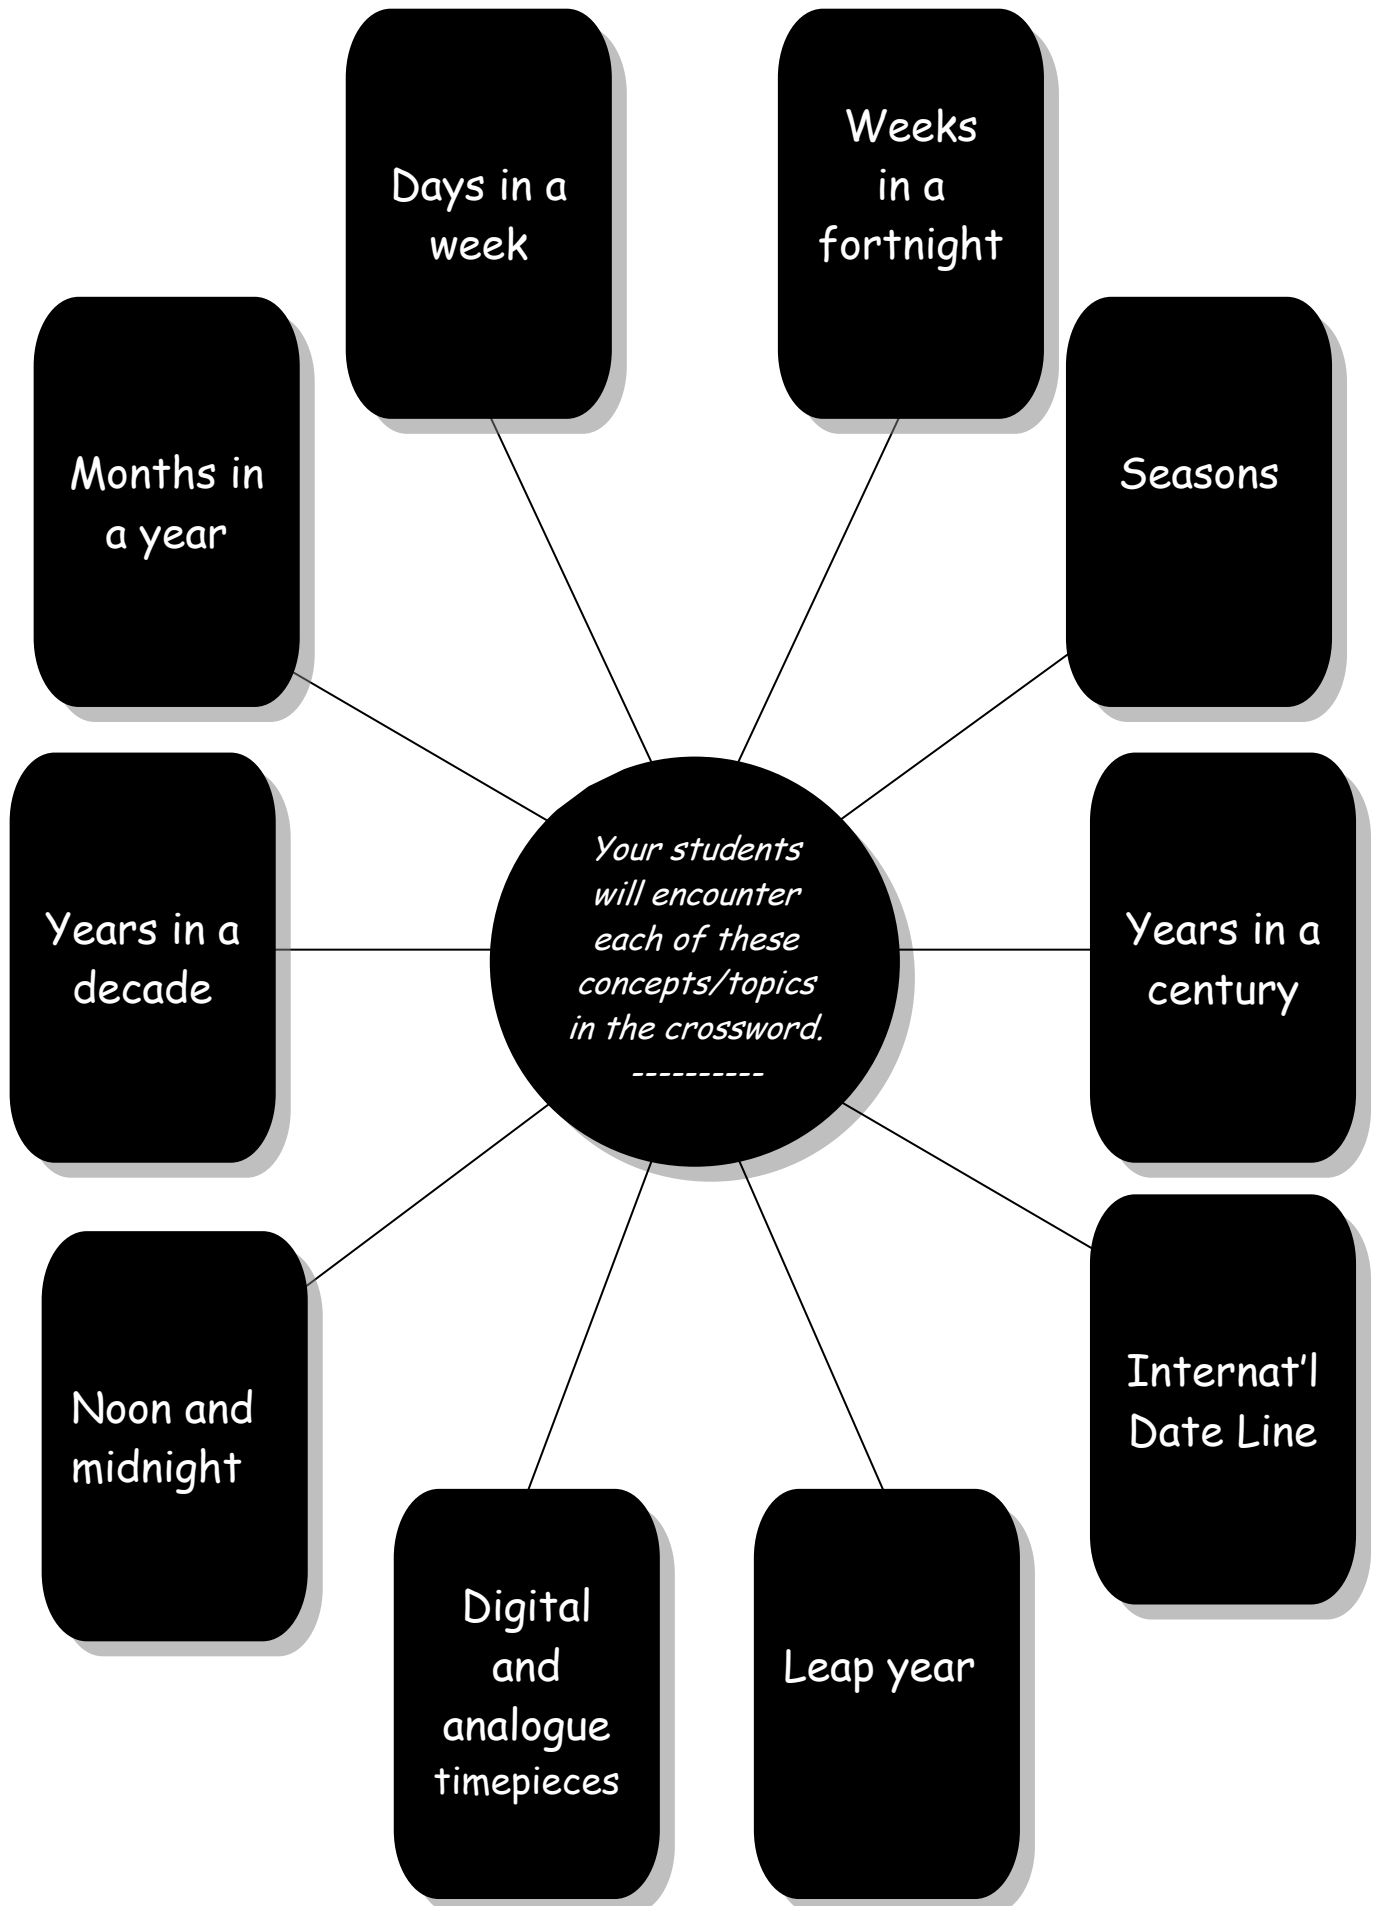 Days in a
week
Weeks
in a
fortnight
Months in
a year
Seasons
Your students
will encounter
each of these
concepts/topics
in the crossword.
----------
Years in a
decade
Years in a
century
Noon and
midnight
Internat'l
Date Line
Digital
and
analogue
timepieces
Leap year